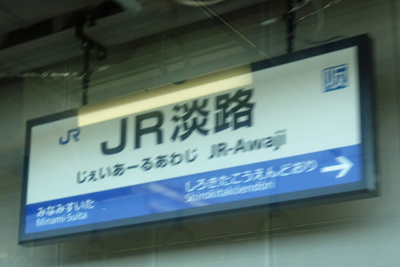 JR
JR淡路
じぇいあーるあわじ JR-Awaji
みなみすいた
Minami-Suita
しろきたこうえんどおり
Shirokitakoendori